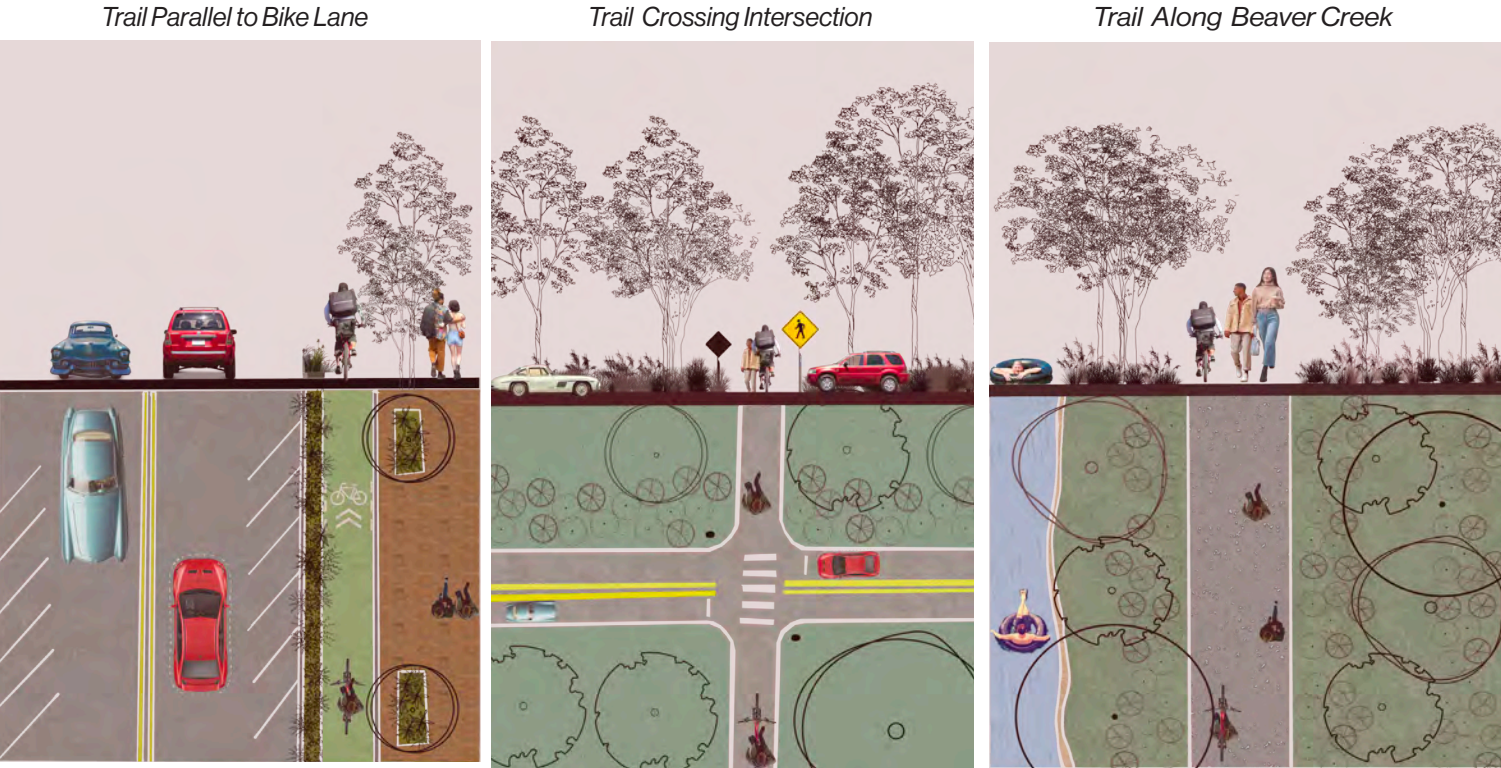 Trail Parallel to Bike Lane
Trail Crossing Intersection
Trail Along Beaver Creek